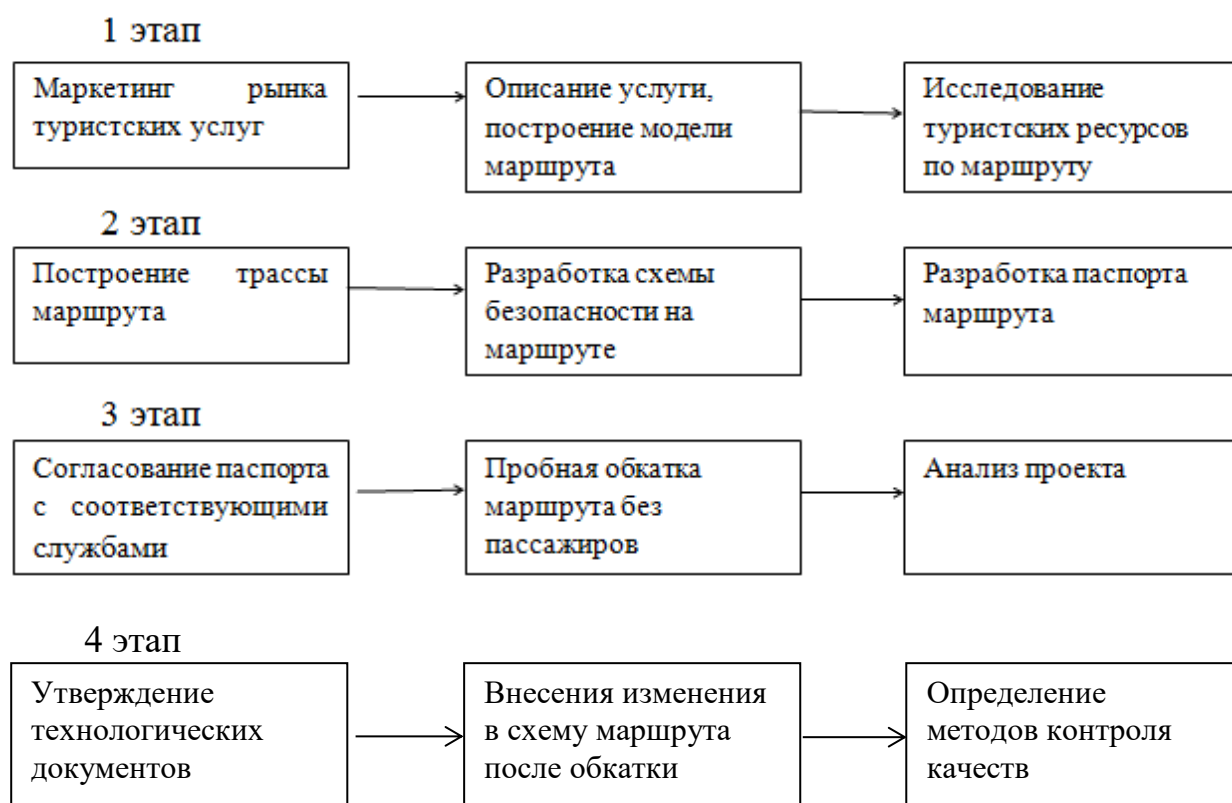 1 этап
Маркетинг рынка
туристских услуг
Описание услуги,
построение модели
маршрута
Исследование
туристских ресурсов
по маршруту
2 этап
Построение трассы
маршрута
Разработка схемы
безопасности на
маршруте
Разработка паспорта
маршрута
3 этап
Согласование паспорта
с соответствующими
службами
Пробная обкатка
маршрута без
пассажиров
Анализ проекта
4 этап
Утверждение
технологических
документов
Внесения изменения
в схему маршрута
после обкатки
Определение
методов контроля
качеств